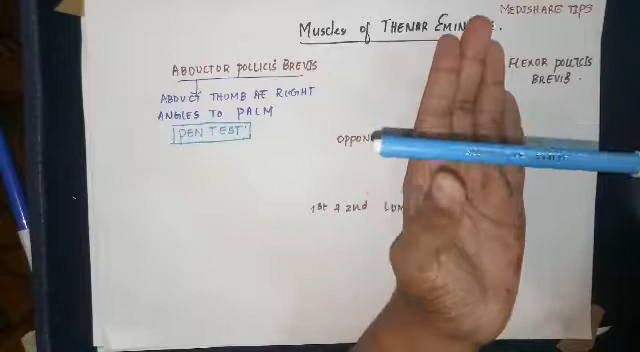 MEDISHARE TIPS
Muscles of THENAR
FLEXOR POLLICIS
BREVIS.
ABDUCTOR POLLICIS BREVIS
ABDUCT THUMB AT RIGHT
ANGLES TO PALM
PEN TEST
1st & 2nd